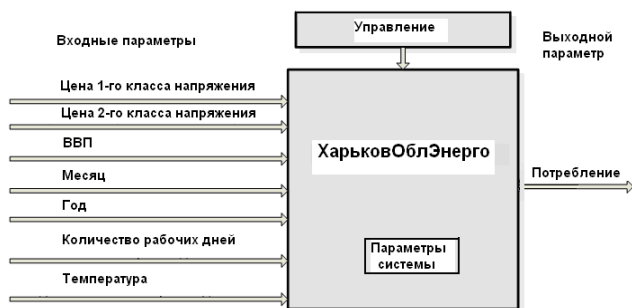 Входные параметры
Управление
Выходной
параметр
Цена 1-го класса напряжения
Цена 2-го класса напряжения
ВВП
Месяц
Год
Количество рабочих дней
Температура
ХарьковОблЭнерго
Параметры
системы
Потребление